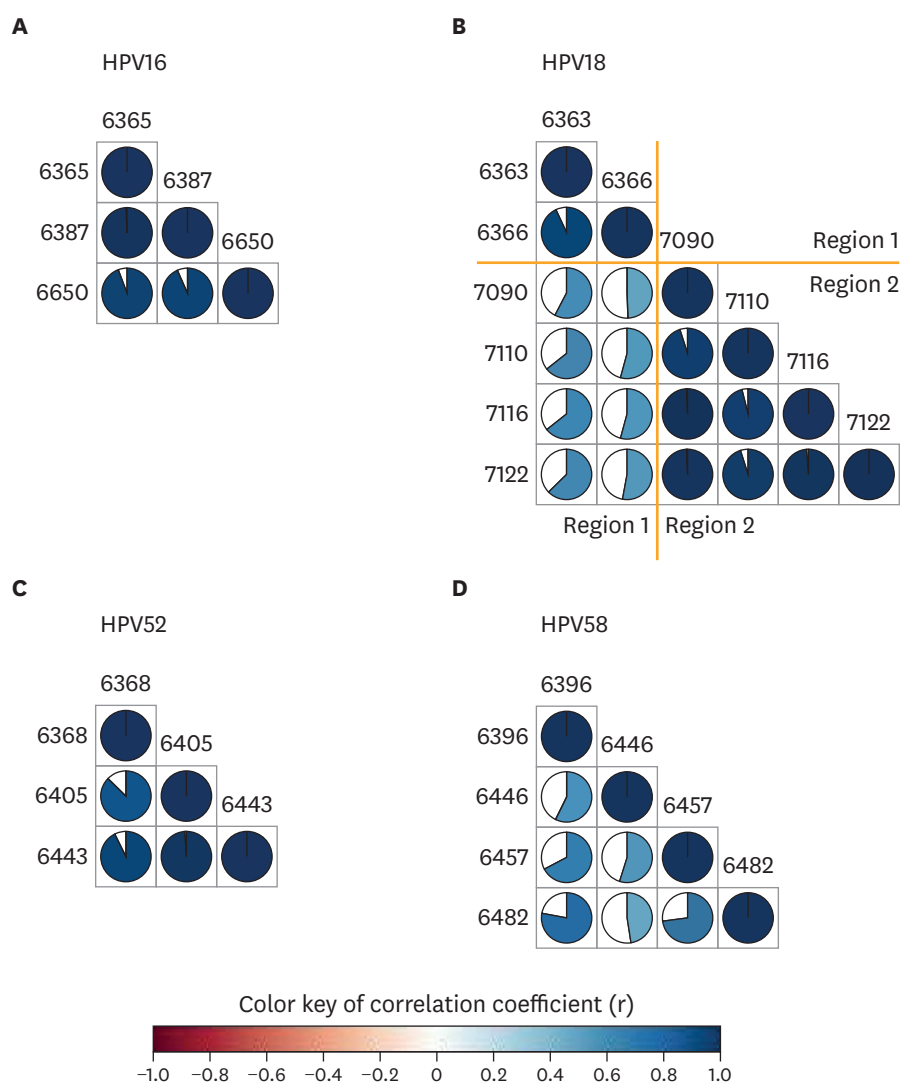 A
HPV16
6365
6365
6387
6387
6650
6650
B
HPV18
6363
6363
6366
6366
7090
Region 1
7090
Region 2
7110
7110
7116
7116
7122
7122
Region 1
Region 2
C
HPV52
6368
6368
6405
6405
6443
6443
D
HPV58
6396
6396
6446
6446
6457
6457
6482
6482
Color key of correlation coefficient (r)
−1.0 −0.8 −0.6 −0.4 −0.2 0 0.2 0.4 0.6 0.8 1.0